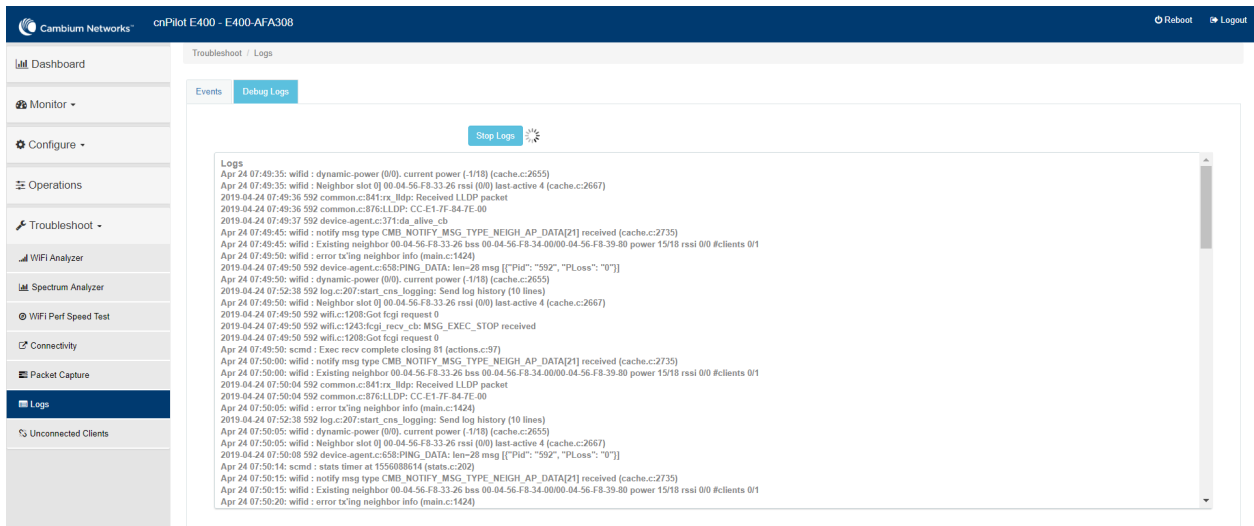 Cambium Networks™ cnPilot E400 - E400-AFA308 Reboot Logout
Dashboard
Monitor
Configure
Operations
Troubleshoot
WiFi Analyzer
Spectrum Analyzer
WiFi Perf Speed Test
Connectivity
Packet Capture
Logs
Unconnected Clients
Troubleshoot / Logs
Events Debug Logs
Stop Logs
Logs
Apr 24 07:49:35: wifid : dynamic-power (0/0). current power (-1/18) (cache.c:2655)
Apr 24 07:49:35: wifid : Neighbor slot 0] 00-04-56-F8-33-26 rssi (0/0) last-active 4 (cache.c:2667)
2019-04-24 07:49:36 592 common.c:841:rx_lldp: Received LLDP packet
2019-04-24 07:49:36 592 common.c:876:LLDP: CC-E1-7F-84-7E-00
2019-04-24 07:49:37 592 device-agent.c:371:da_alive_cb
Apr 24 07:49:45: wifid : notify msg type CMB_NOTIFY_MSG_TYPE_NEIGH_AP_DATA[21] received (cache.c:2735)
Apr 24 07:49:45: wifid : Existing neighbor 00-04-56-F8-33-26 bss 00-04-56-F8-34-00/00-04-56-F8-39-80 power 15/18 rssi 0/0 #clients 0/1
Apr 24 07:49:50: wifid : error tx'ing neighbor info (main.c:1424)
2019-04-24 07:49:50 592 device-agent.c:658:PING_DATA: len=28 msg [{"Pid": "592", "PLoss": "0"}]
Apr 24 07:49:50: wifid : dynamic-power (0/0). current power (-1/18) (cache.c:2655)
2019-04-24 07:52:38 592 log.c:207:start_cns_logging: Send log history (10 lines)
Apr 24 07:49:50: wifid : Neighbor slot 0] 00-04-56-F8-33-26 rssi (0/0) last-active 4 (cache.c:2667)
2019-04-24 07:49:50 592 wifi.c:1208:Got fcgi request 0
2019-04-24 07:49:50 592 wifi.c:1243:fcgi_recv_cb: MSG_EXEC_STOP received
2019-04-24 07:49:50 592 wifi.c:1208:Got fcgi request 0
Apr 24 07:49:50: scmd : Exec recv complete closing 81 (actions.c:97)
Apr 24 07:50:00: wifid : notify msg type CMB_NOTIFY_MSG_TYPE_NEIGH_AP_DATA[21] received (cache.c:2735)
Apr 24 07:50:00: wifid : Existing neighbor 00-04-56-F8-33-26 bss 00-04-56-F8-34-00/00-04-56-F8-39-80 power 15/18 rssi 0/0 #clients 0/1
2019-04-24 07:50:04 592 common.c:841:rx_lldp: Received LLDP packet
2019-04-24 07:50:04 592 common.c:876:LLDP: CC-E1-7F-84-7E-00
Apr 24 07:50:05: wifid : error tx'ing neighbor info (main.c:1424)
2019-04-24 07:52:38 592 log.c:207:start_cns_logging: Send log history (10 lines)
Apr 24 07:50:05: wifid : dynamic-power (0/0). current power (-1/18) (cache.c:2655)
Apr 24 07:50:05: wifid : Neighbor slot 0] 00-04-56-F8-33-26 rssi (0/0) last-active 4 (cache.c:2667)
2019-04-24 07:50:08 592 device-agent.c:658:PING_DATA: len=28 msg [{"Pid": "592", "PLoss": "0"}]
Apr 24 07:50:14: scmd : stats timer at 1556088614 (stats.c:202)
Apr 24 07:50:15: wifid : notify msg type CMB_NOTIFY_MSG_TYPE_NEIGH_AP_DATA[21] received (cache.c:2735)
Apr 24 07:50:15: wifid : Existing neighbor 00-04-56-F8-33-26 bss 00-04-56-F8-34-00/00-04-56-F8-39-80 power 15/18 rssi 0/0 #clients 0/1
Apr 24 07:50:20: wifid : error tx'ing neighbor info (main.c:1424)